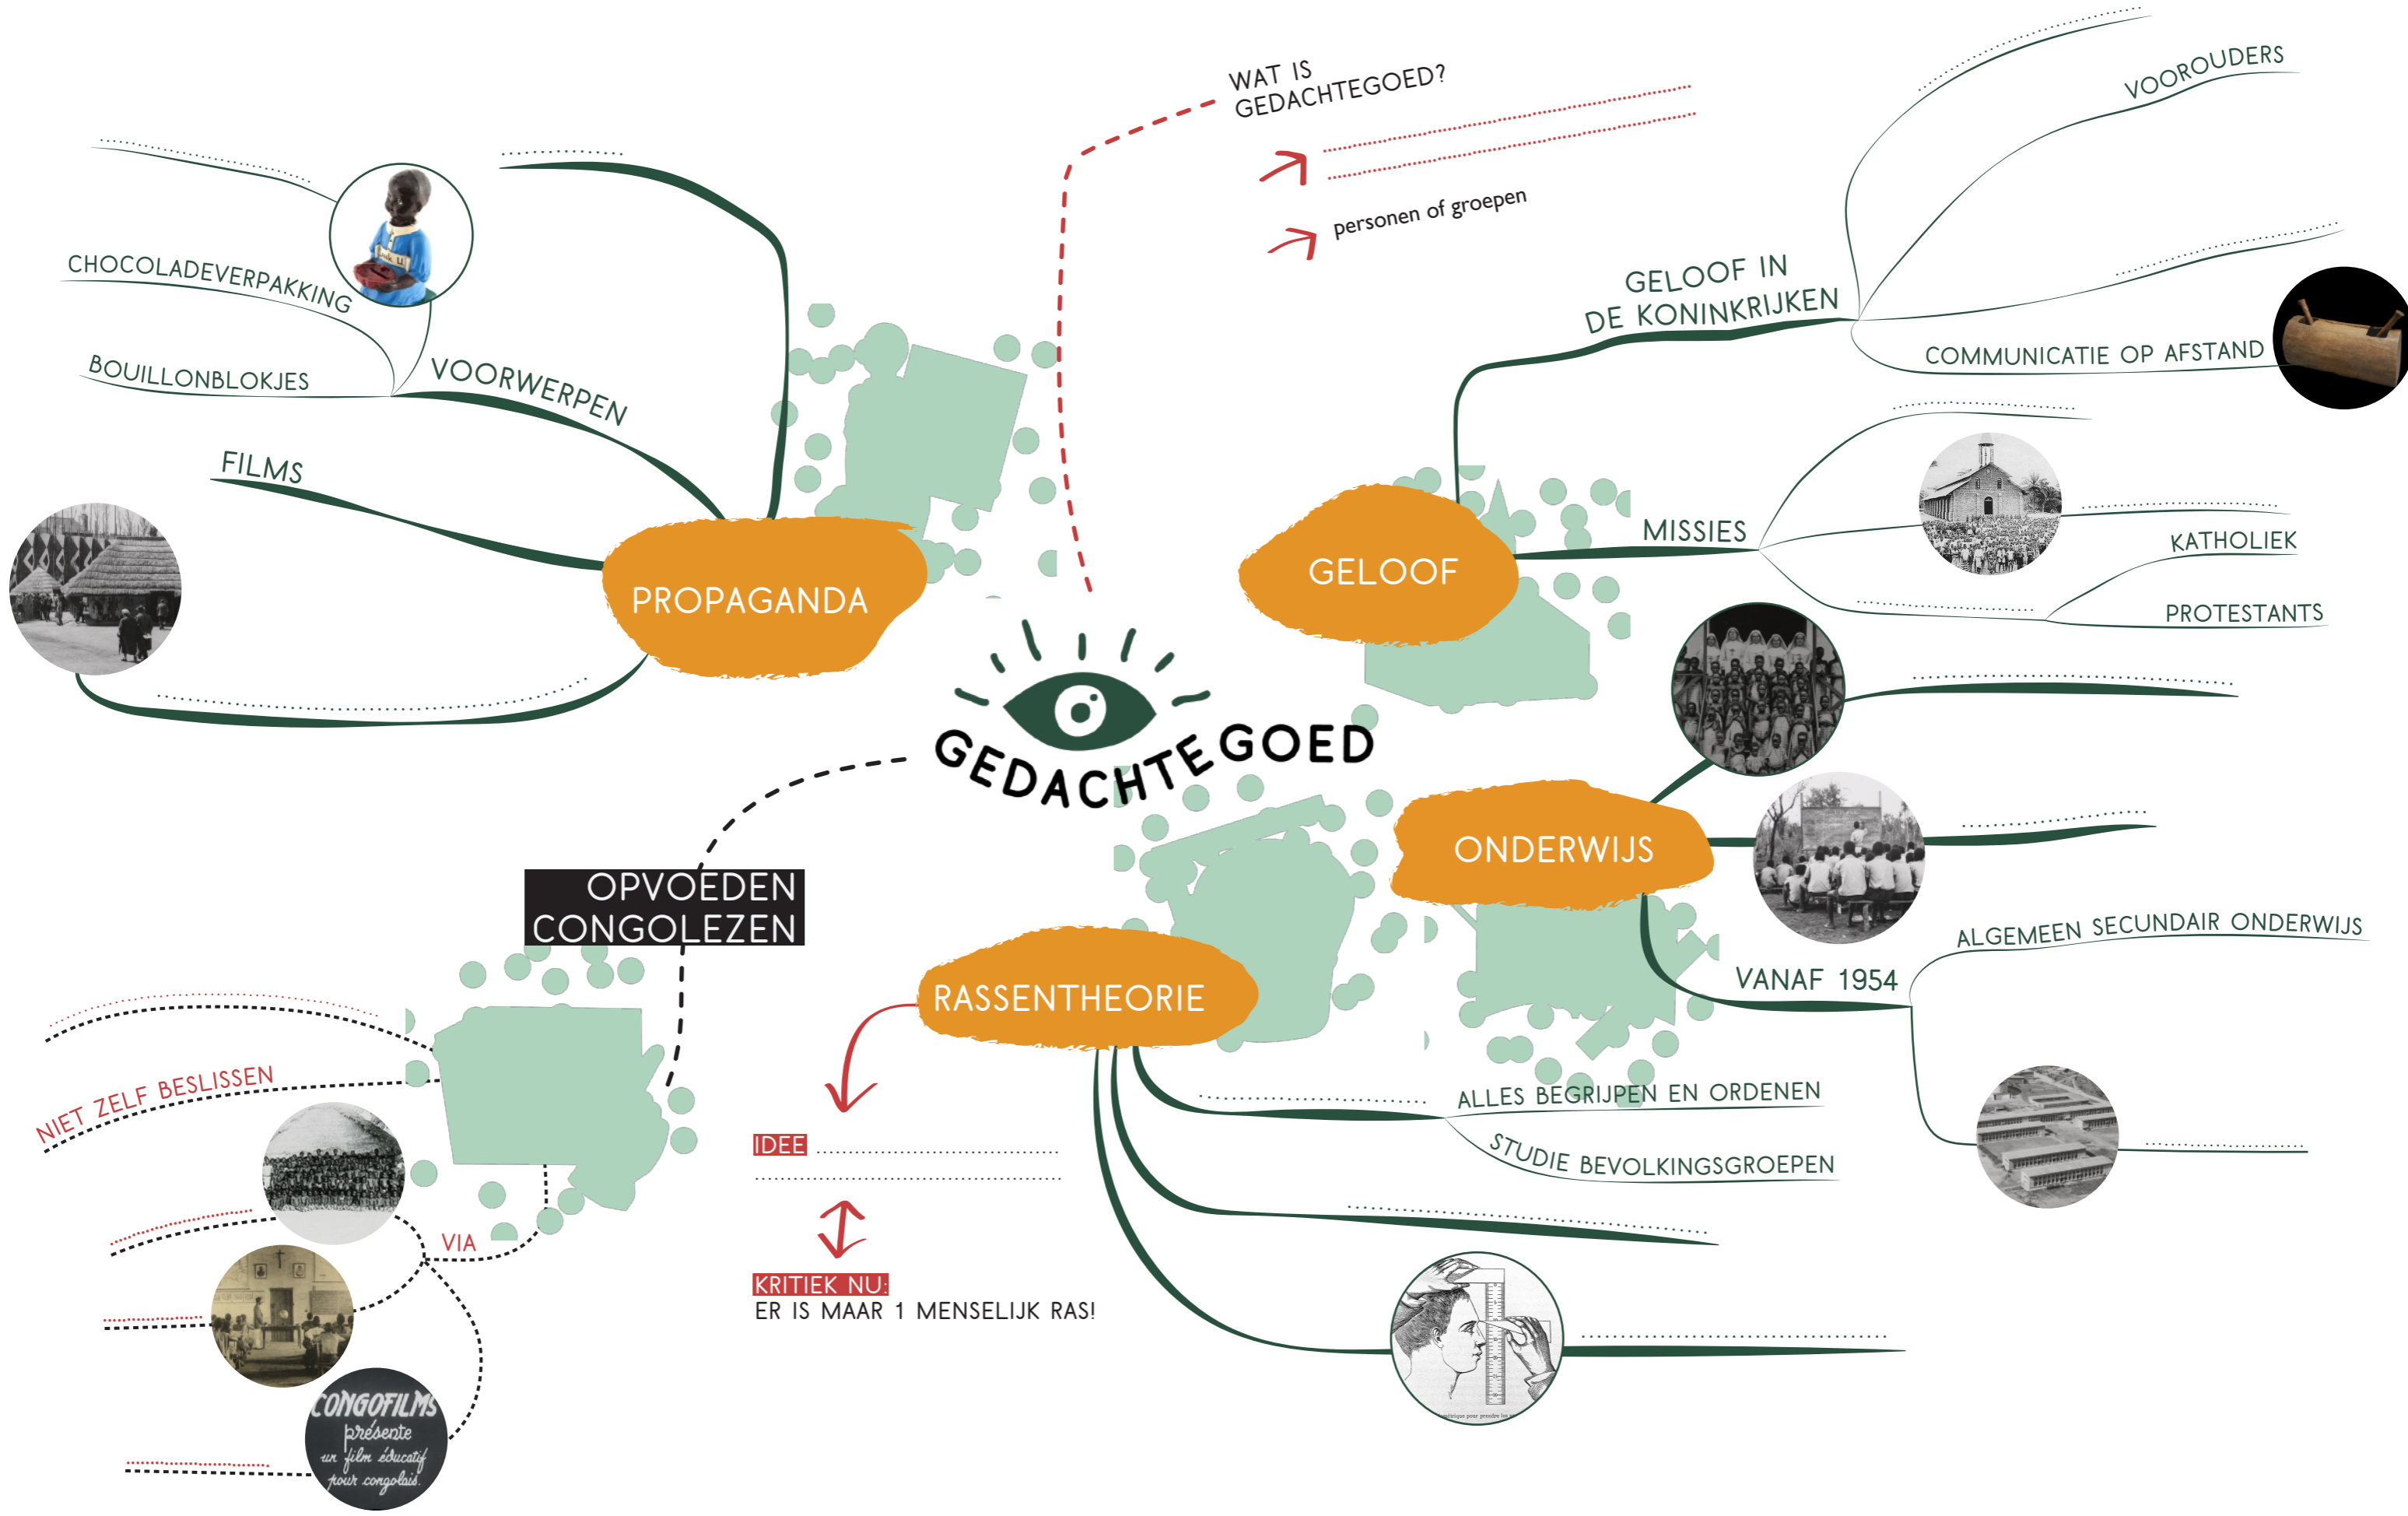 WAT IS
GEDACHTEGOED?
personen of groepen
VOOROUDERS
GELOOF IN
DE KONINKRIJKEN
COMMUNICATIE OP AFSTAND
CHOCOLADEVERPAKKING
BOUILLONBLOKJES
VOORWERPEN
FILMS
PROPAGANDA
GELOOF
MISSIES
KATHOLIEK
PROTESTANTS
GEDACHTEGOED
ONDERWIJS
VANAF 1954
ALGEMEEN SECUNDAIR ONDERWIJS
OPVOEDEN
CONGOLEZEN
NIET ZELF BESLISSEN
VIA
CONGOFILMS
présente
un film éducatif
pour congolais.
RASSENTHEORIE
IDEE
KRITIEK NU:
ER IS MAAR 1 MENSELIJK RAS!
ALLES BEGRIJPEN EN ORDENEN
STUDIE BEVOLKINGSGROEPEN
pour prendre les